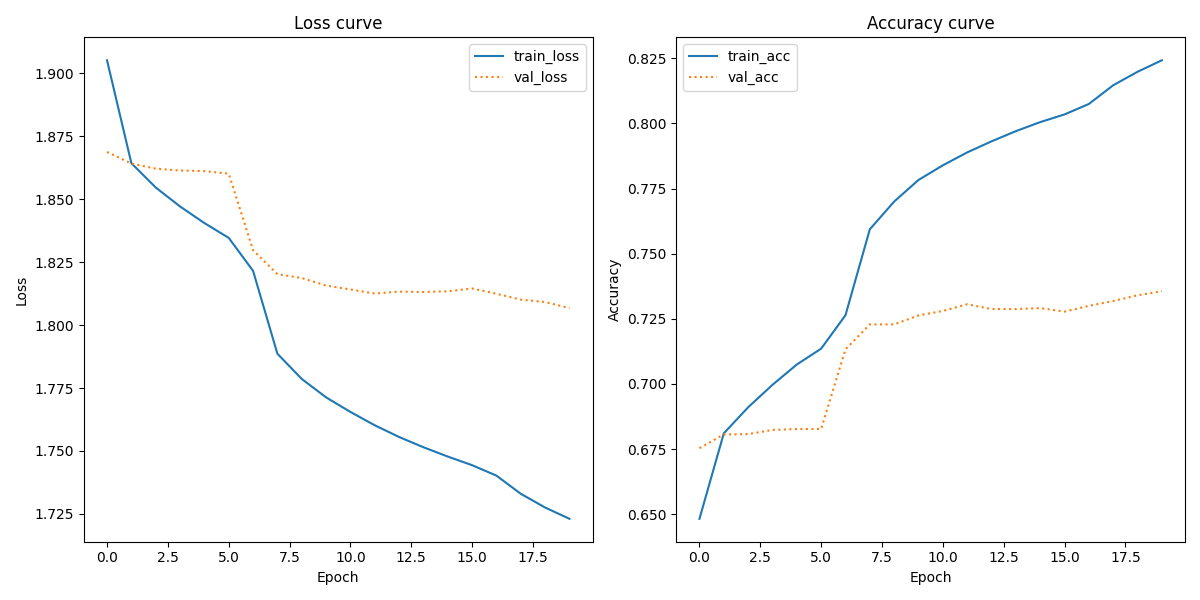 Loss curve
1.900
1.875
1.850
1.825
1.800
1.775
1.750
1.725
Loss
0.0 2.5 5.0 7.5 10.0 12.5 15.0 17.5
Epoch
train_loss
val_loss
Accuracy curve
0.825
0.800
0.775
0.750
0.725
0.700
0.675
0.650
Accuracy
0.0 2.5 5.0 7.5 10.0 12.5 15.0 17.5
Epoch
train_acc
val_acc